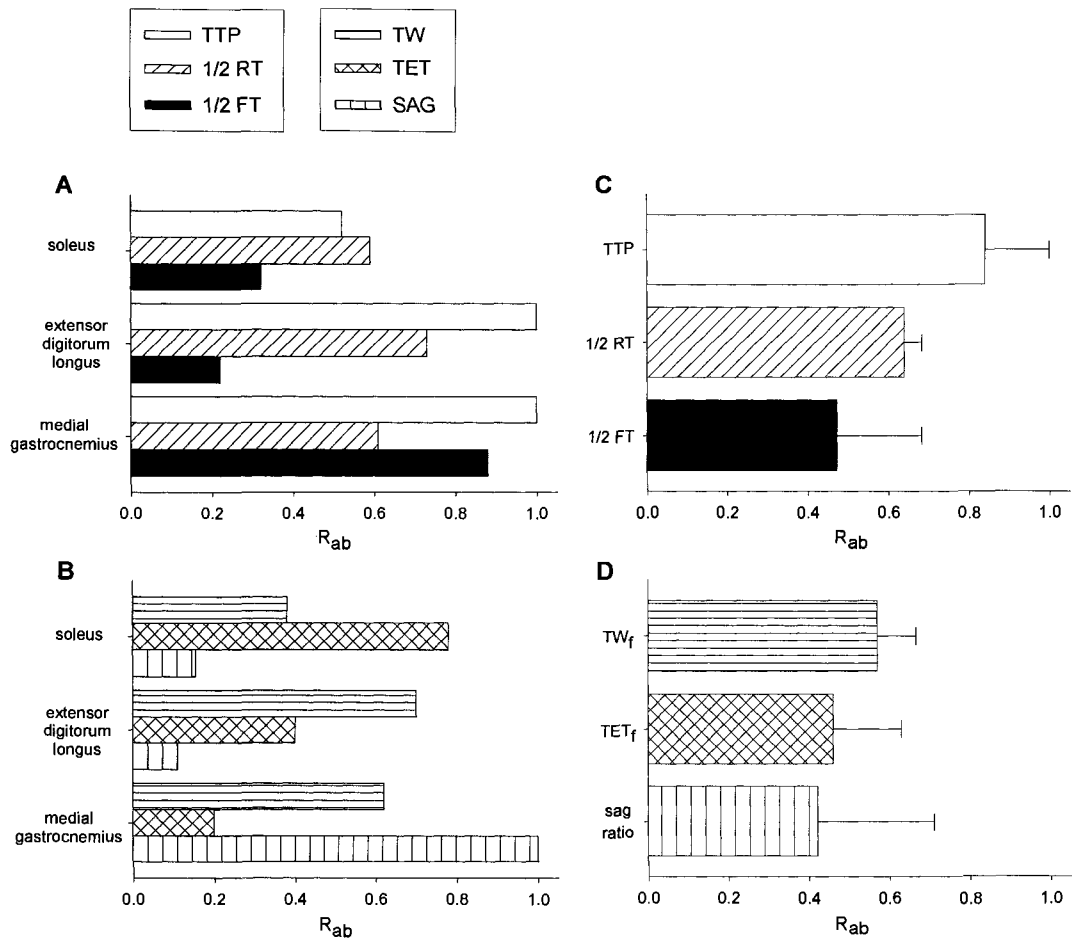 TTP
1/2 RT
1/2 FT
TW
TET
SAG
A
soleus
extensor
digitorum
longus
medial
gastrocnemius
0.0 0.2 0.4 0.6 0.8 1.0
Rab
C
TTP
1/2 RT
1/2 FT
0.0 0.2 0.4 0.6 0.8 1.0
Rab
B
soleus
extensor
digitorum
longus
medial
gastrocnemius
0.0 0.2 0.4 0.6 0.8 1.0
Rab
D
TWf
TETf
sag
ratio
0.0 0.2 0.4 0.6 0.8 1.0
Rab